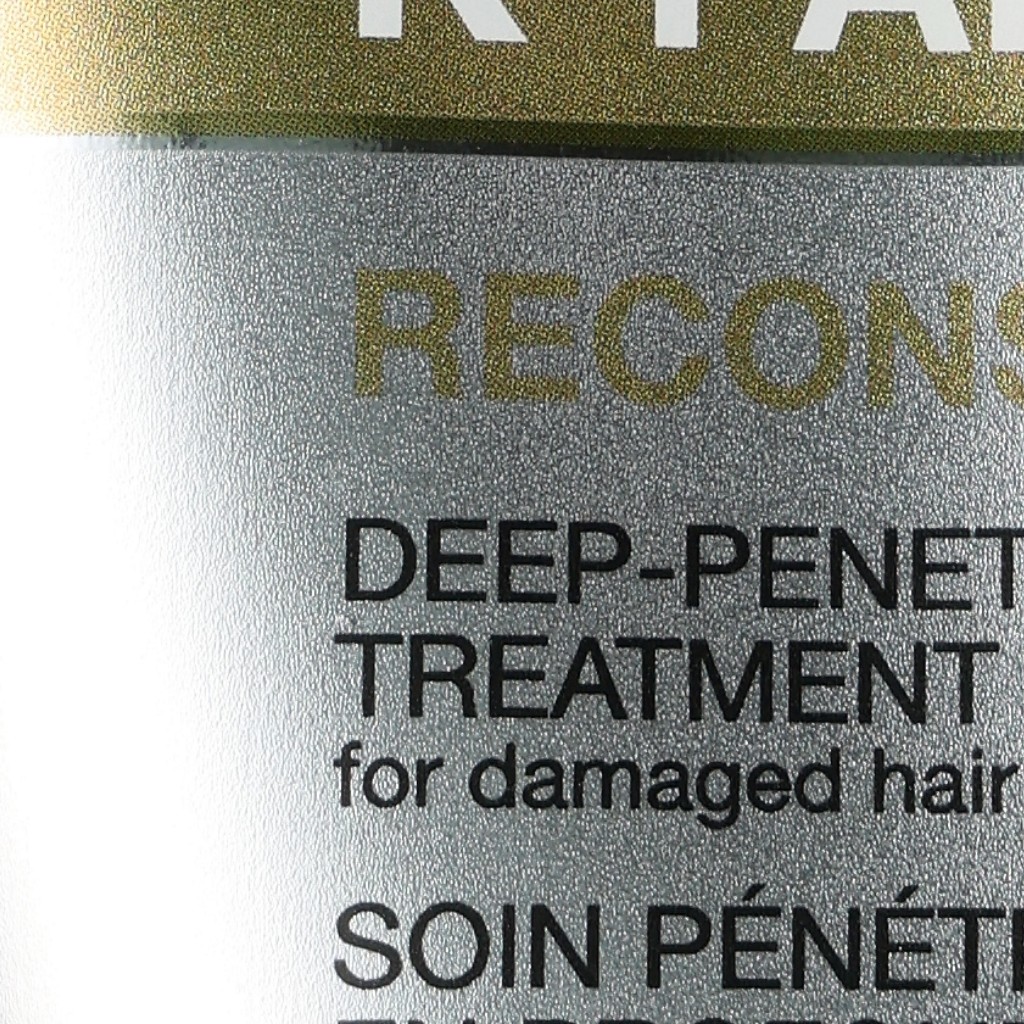 RECONS
DEEP-PENET
TREATMENT
for damaged hair
SOIN PÉNÉT